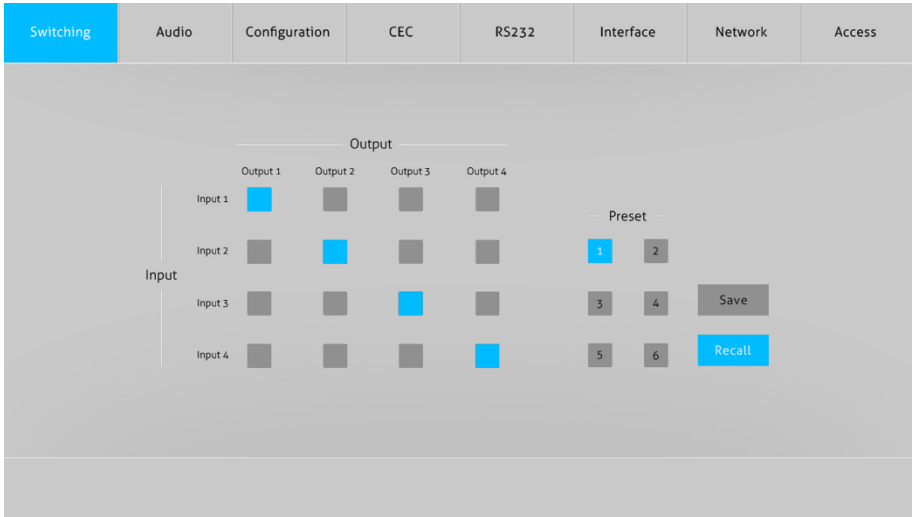 Switching Audio Configuration CEC RS232 Interface Network Access
Output
Output 1 Output 2 Output 3 Output 4
Input 1
Preset
Input 2
1 2
Input
Input 3
3 4
Save
Input 4
5 6
Recall